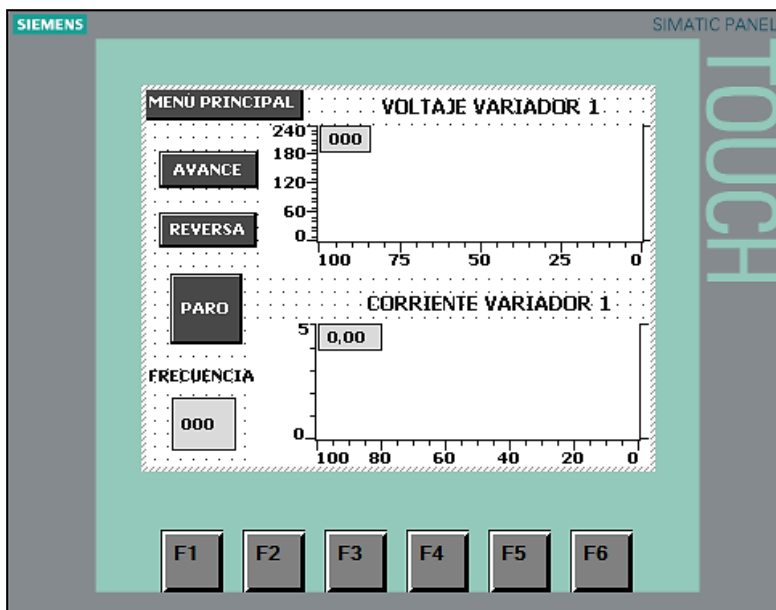 SIEMENS
SIMATIC PANEL
TOUCH
MENÚ PRINCIPAL
VOLTAJE VARIADOR 1
AVANCE
REVERSA
PARO
FRECUENCIA
000
240
180
120
60
0
000
100 75 50 25 0
CORRIENTE VARIADOR 1
5
0
0,00
100 80 60 40 20 0
F1 F2 F3 F4 F5 F6